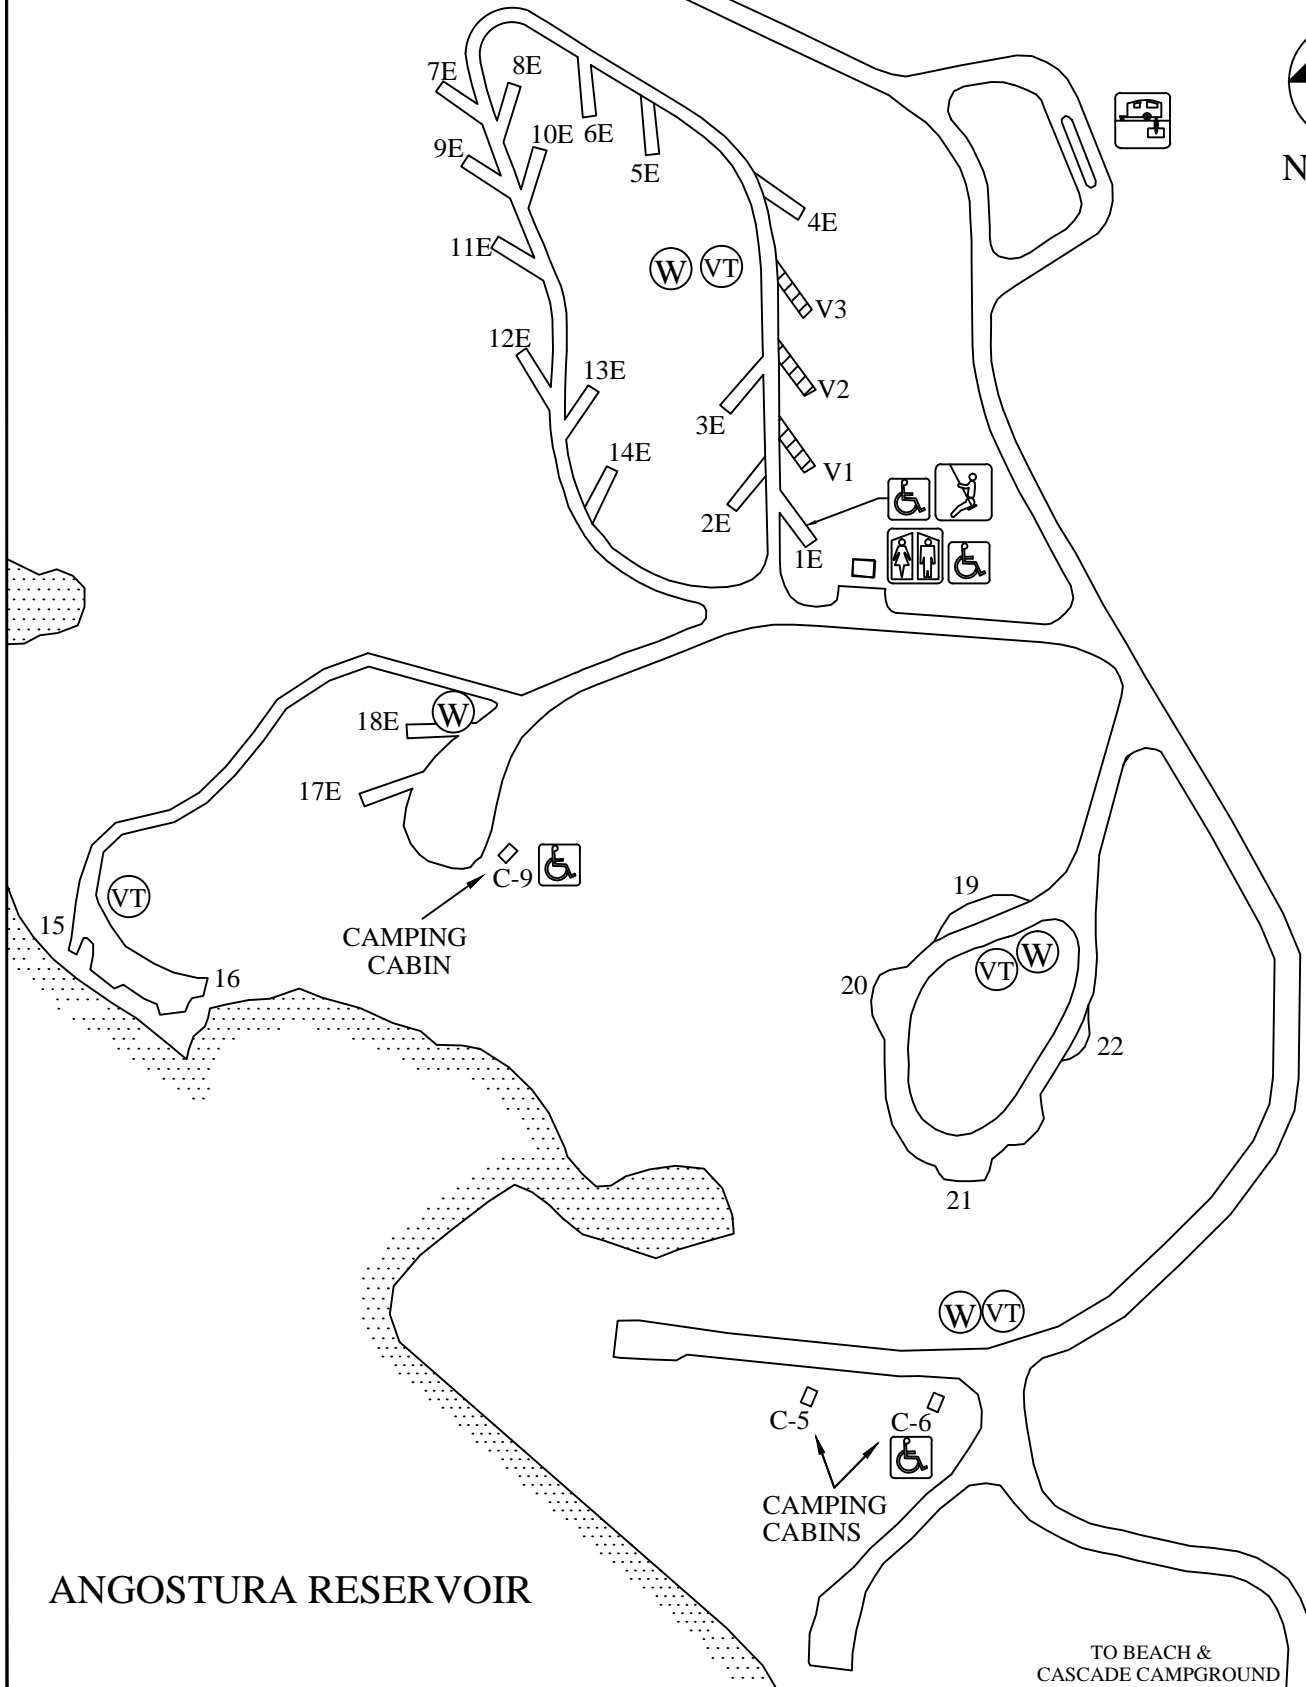 7E
8E
6E
10E
9E
5E
N
4E
11E
W
VT
V3
12E
13E
V2
3E
14E
V1
2E
1E
W
18E
17E
C-9
VT
15
CAMPING
CABIN
16
19
VT
W
20
22
21
W
VT
C-5
C-6
CAMPING
CABINS
ANGOSTURA RESERVOIR
TO BEACH &
CASCADE CAMPGROUND